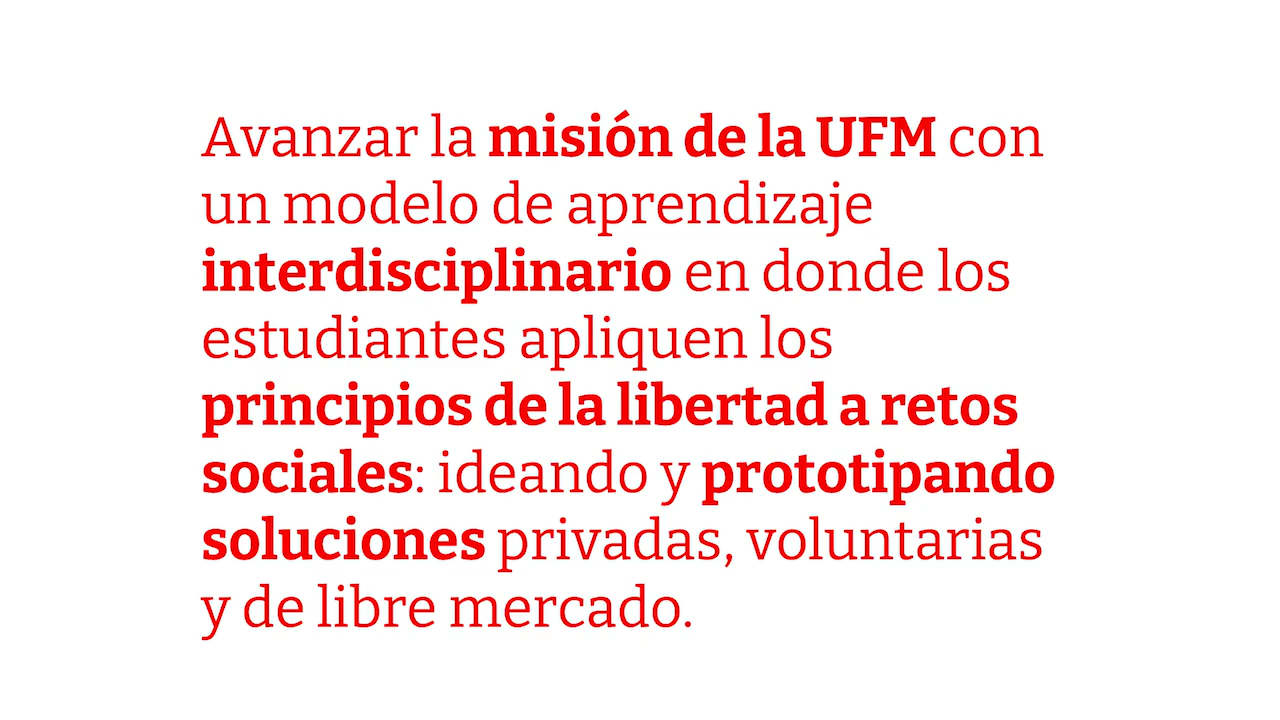 Avanzar la misión de la UFM con
un modelo de aprendizaje
interdisciplinario en donde los
estudiantes apliquen los
principios de la libertad a retos
sociales: ideando y prototipando
soluciones privadas, voluntarias
y de libre mercado.